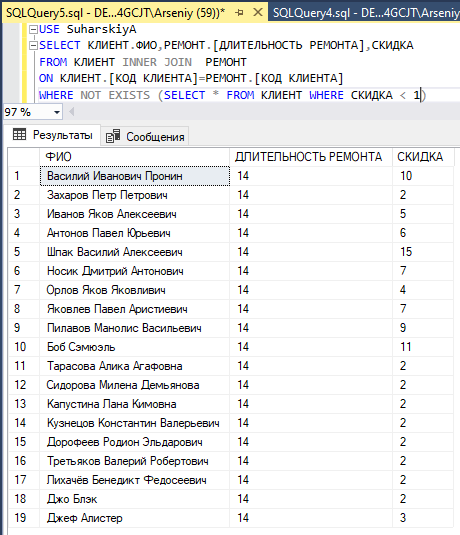 SQLQuery5.sql - DE...4GCJT\Arseniy (59))* SQLQuery4.sql - DE...4GCJT\Arseniy
USE SuharskiyA
SELECT КЛИЕНТ.ФИО,РЕМОНТ.[ДЛИТЕЛЬНОСТЬ РЕМОНТА],СКИДКА
FROM КЛИЕНТ INNER JOIN РЕМОНТ
ON КЛИЕНТ.[КОД КЛИЕНТА]=РЕМОНТ.[КОД КЛИЕНТА]
WHERE NOT EXISTS (SELECT * FROM КЛИЕНТ WHERE СКИДКА < 1)
97 %
Результаты Сообщения
ФИО ДЛИТЕЛЬНОСТЬ РЕМОНТА СКИДКА
1 Василий Иванович Пронин 14 10
2 Захаров Петр Петрович 14 2
3 Иванов Яков Алексеевич 14 5
4 Антонов Павел Юрьевич 14 6
5 Шпак Василий Алексеевич 14 15
6 Носик Дмитрий Антонович 14 7
7 Орлов Яков Яковливич 14 4
8 Яковлев Павел Аристиевич 14 7
9 Пилавов Манолис Васильевич 14 9
10 Боб Сэмюэль 14 11
11 Тарасова Алика Агафовна 14 2
12 Сидорова Милена Демьянова 14 2
13 Капустина Лана Кимовна 14 2
14 Кузнецов Константин Валерьевич 14 2
15 Дорофеев Родион Эльдарович 14 2
16 Третьяков Валерий Робертович 14 2
17 Лихачёв Бенедикт Федосеевич 14 2
18 Джо Блэк 14 2
19 Джеф Алистер 14 3